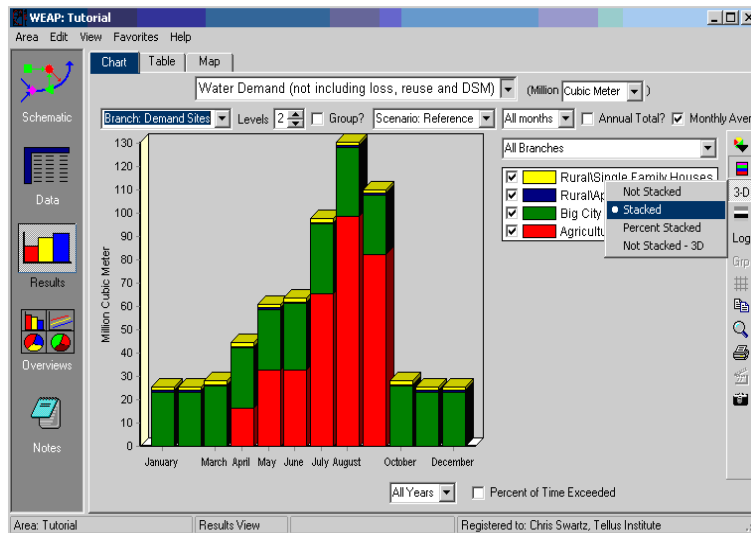 WEAP: Tutorial
Area Edit View Favorites Help
Chart Table Map
Water Demand (not including loss, reuse and DSM) (Million Cubic Meter )
Branch: Demand Sites Levels 2 Group? Scenario: Reference All months Annual Total? Monthly Aver
All Branches
Rural\Single Family Houses
Rural\Ap
Big City
Agricultu
Not Stacked
Stacked
Percent Stacked
Not Stacked - 3D
3-D
Log
Grp
Schematic
Data
Results
Overviews
Notes
Million Cubic Meter
130
120
110
100
90
80
70
60
50
40
30
20
10
0
January March April May June July August October December
All Years Percent of Time Exceeded
Area: Tutorial Results View Registered to: Chris Swartz, Tellus Institute